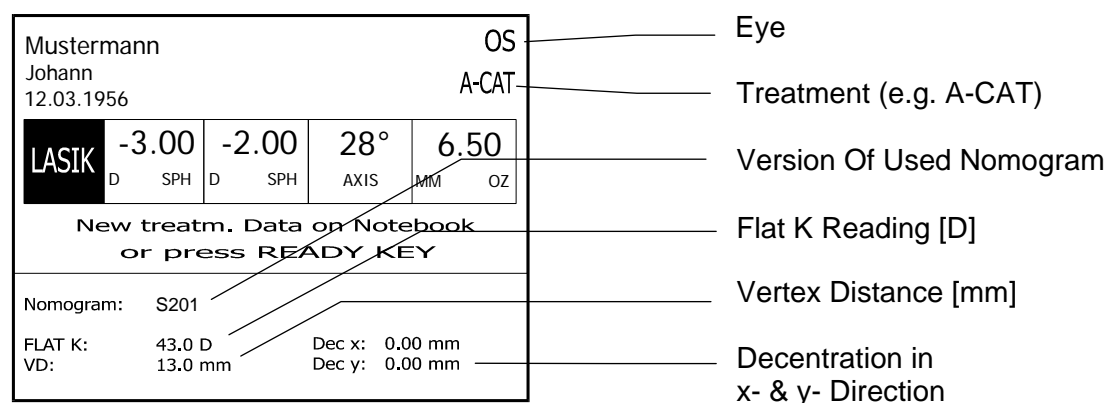 Mustermann
Johann
12.03.1956
OS
A-CAT
LASIK
-3.00
D SPH
-2.00
D SPH
28°
AXIS
6.50
MM OZ
New treatm. Data on Notebook
or press READY KEY
Nomogram: S201
FLAT K: 43.0 D
VD: 13.0 mm
Dec x: 0.00 mm
Dec y: 0.00 mm
Eye
Treatment (e.g. A-CAT)
Version Of Used Nomogram
Flat K Reading [D]
Vertex Distance [mm]
Decentration in
x- & y- Direction